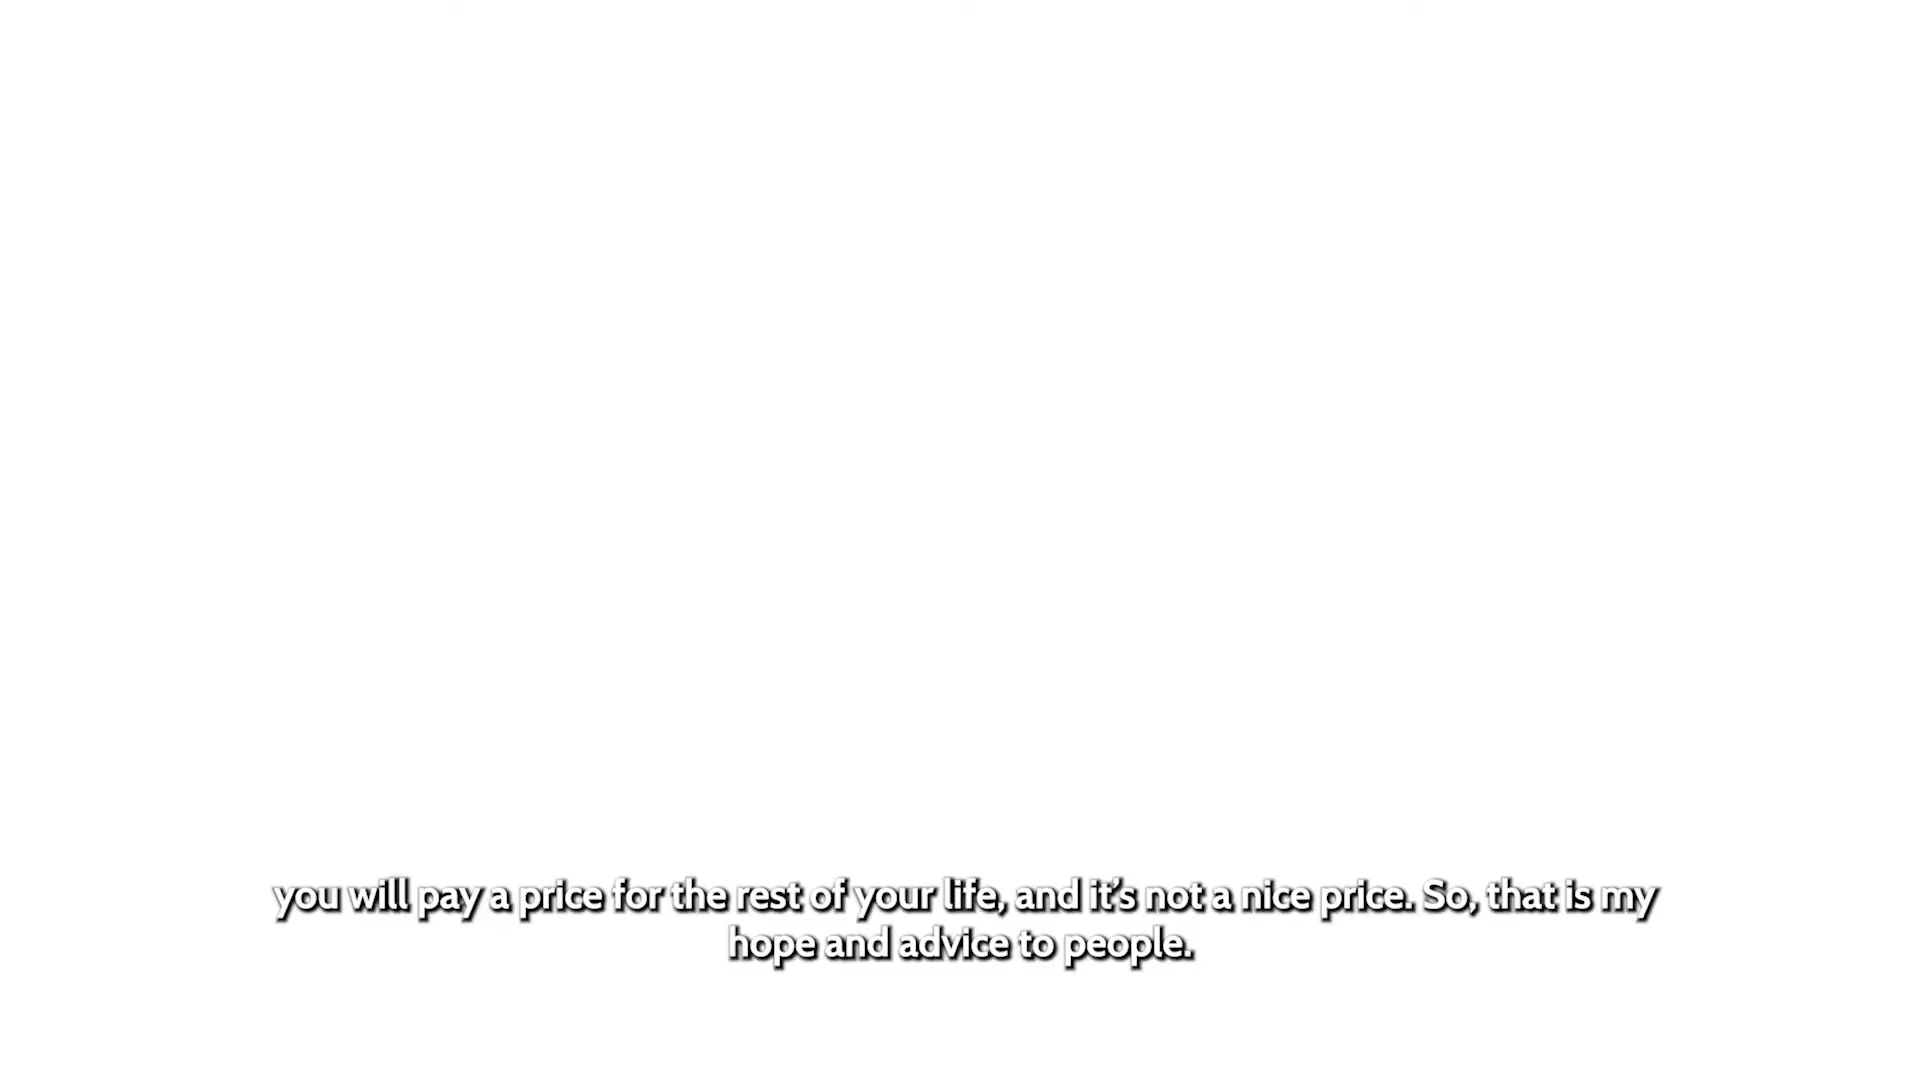 you will pay a price for the rest of your life, and it's not a nice price. So, that is my
hope and advice to people.